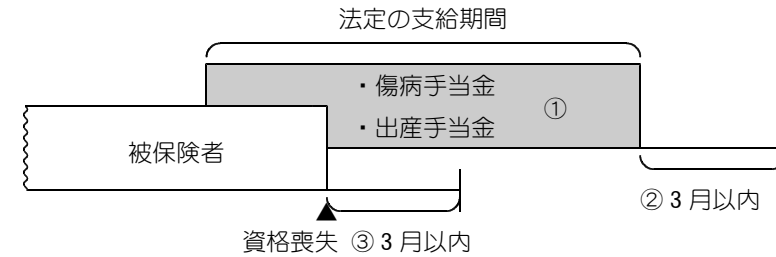 法定の支給期間
・傷病手当金
①
・出産手当金
被保険者
② 3 月以内
▲
資格喪失 ③ 3 月以内